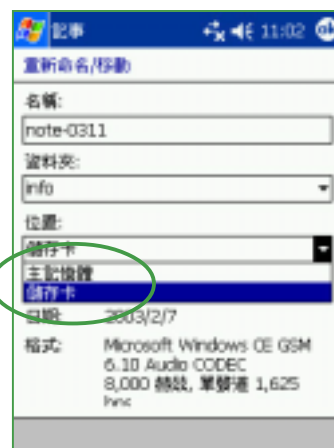 記事 11:02 ok
重新命名/移動
名稱:
note-0311
資料夾:
info
位置:
儲存卡
主記憶體
儲存卡
日期: 2003/2/7
格式: Microsoft Windows CE GSM
6.10 Audio CODEC
8,000 赫茲, 單聲道 1,625